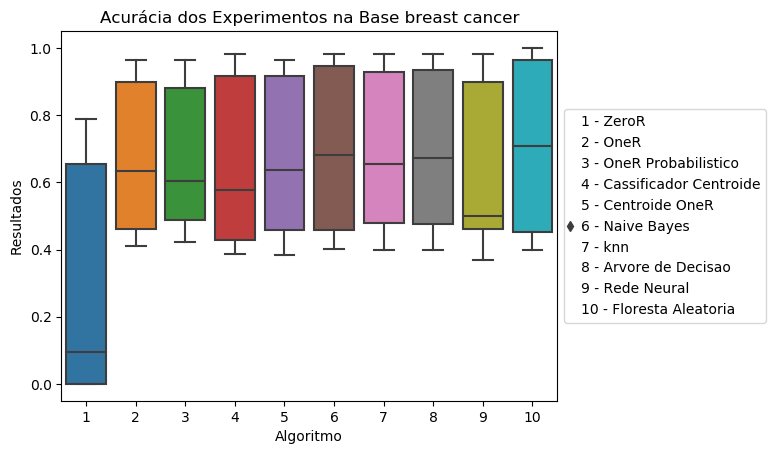 Acurácia dos Experimentos na Base breast cancer
Resultados
1.0
0.8
0.6
0.4
0.2
0.0
1 2 3 4 5 6 7 8 9 10
Algoritmo
1 - ZeroR
2 - OneR
3 - OneR Probabilistico
4 - Cassificador Centroide
5 - Centroide OneR
6 - Naive Bayes
7 - knn
8 - Arvore de Decisao
9 - Rede Neural
10 - Floresta Aleatoria